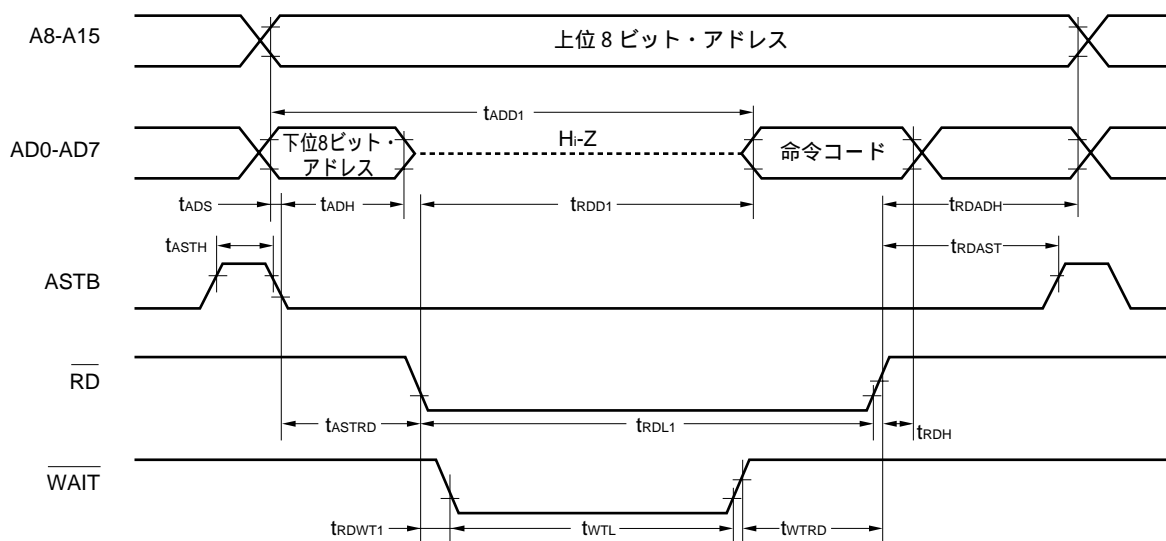 A8-A15
上位8ビット・アドレス
tADD1
AD0-AD7
下位8ビット・
アドレス
Hi-Z
命令コード
tADS
tADH
tRDD1
tRDADH
tASTH
tRDAST
ASTB
RD
tASTRD
tRDL1
tRDH
WAIT
tRDWT1
tWTL
tWTRD